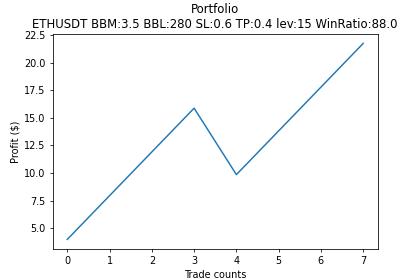 Portfolio
ETHUSDT BBM:3.5 BBL:280 SL:0.6 TP:0.4 lev:15 WinRatio:88.0
22.5
20.0
17.5
15.0
12.5
10.0
7.5
5.0
Profit ($)
0 1 2 3 4 5 6 7
Trade counts